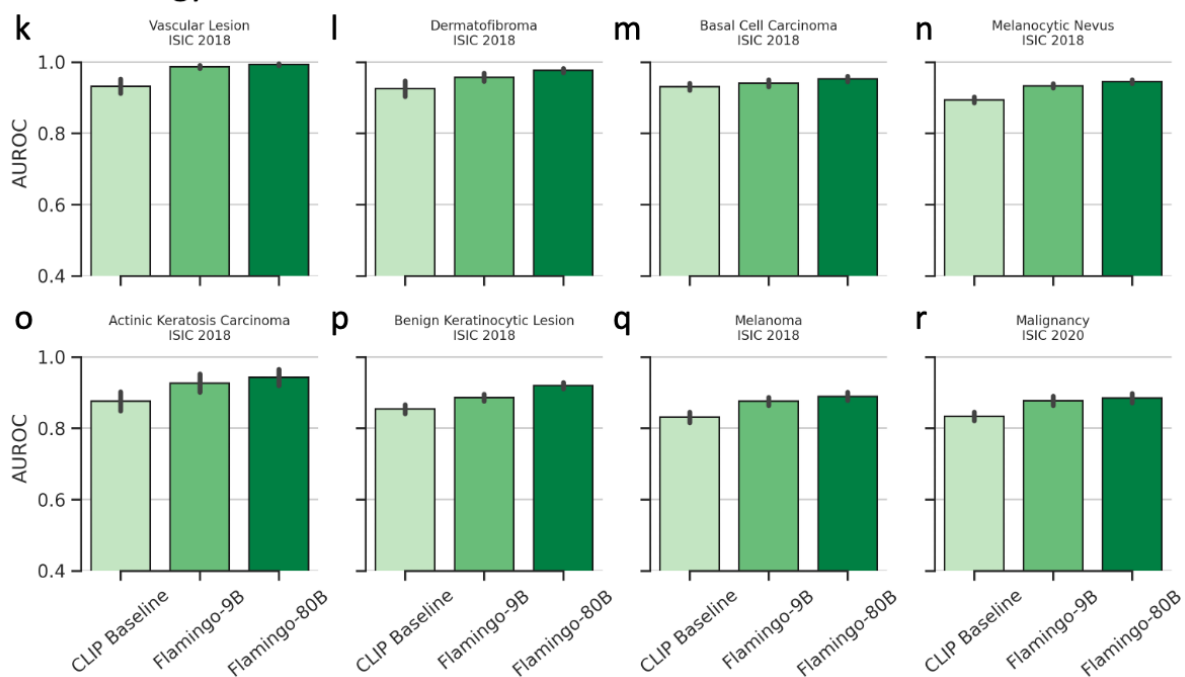 k
Vascular Lesion
ISIC 2018
l
Dermatofibroma
ISIC 2018
m
Basal Cell Carcinoma
ISIC 2018
n
Melanocytic Nevus
ISIC 2018
AUROC
1.0
0.8
0.6
0.4
o
Actinic Keratosis Carcinoma
ISIC 2018
p
Benign Keratinocytic Lesion
ISIC 2018
q
Melanoma
ISIC 2018
r
Malignancy
ISIC 2020
AUROC
1.0
0.8
0.6
0.4
CLIP Baseline
Flamingo-9B
Flamingo-80B
CLIP Baseline
Flamingo-9B
Flamingo-80B
CLIP Baseline
Flamingo-9B
Flamingo-80B
CLIP Baseline
Flamingo-9B
Flamingo-80B